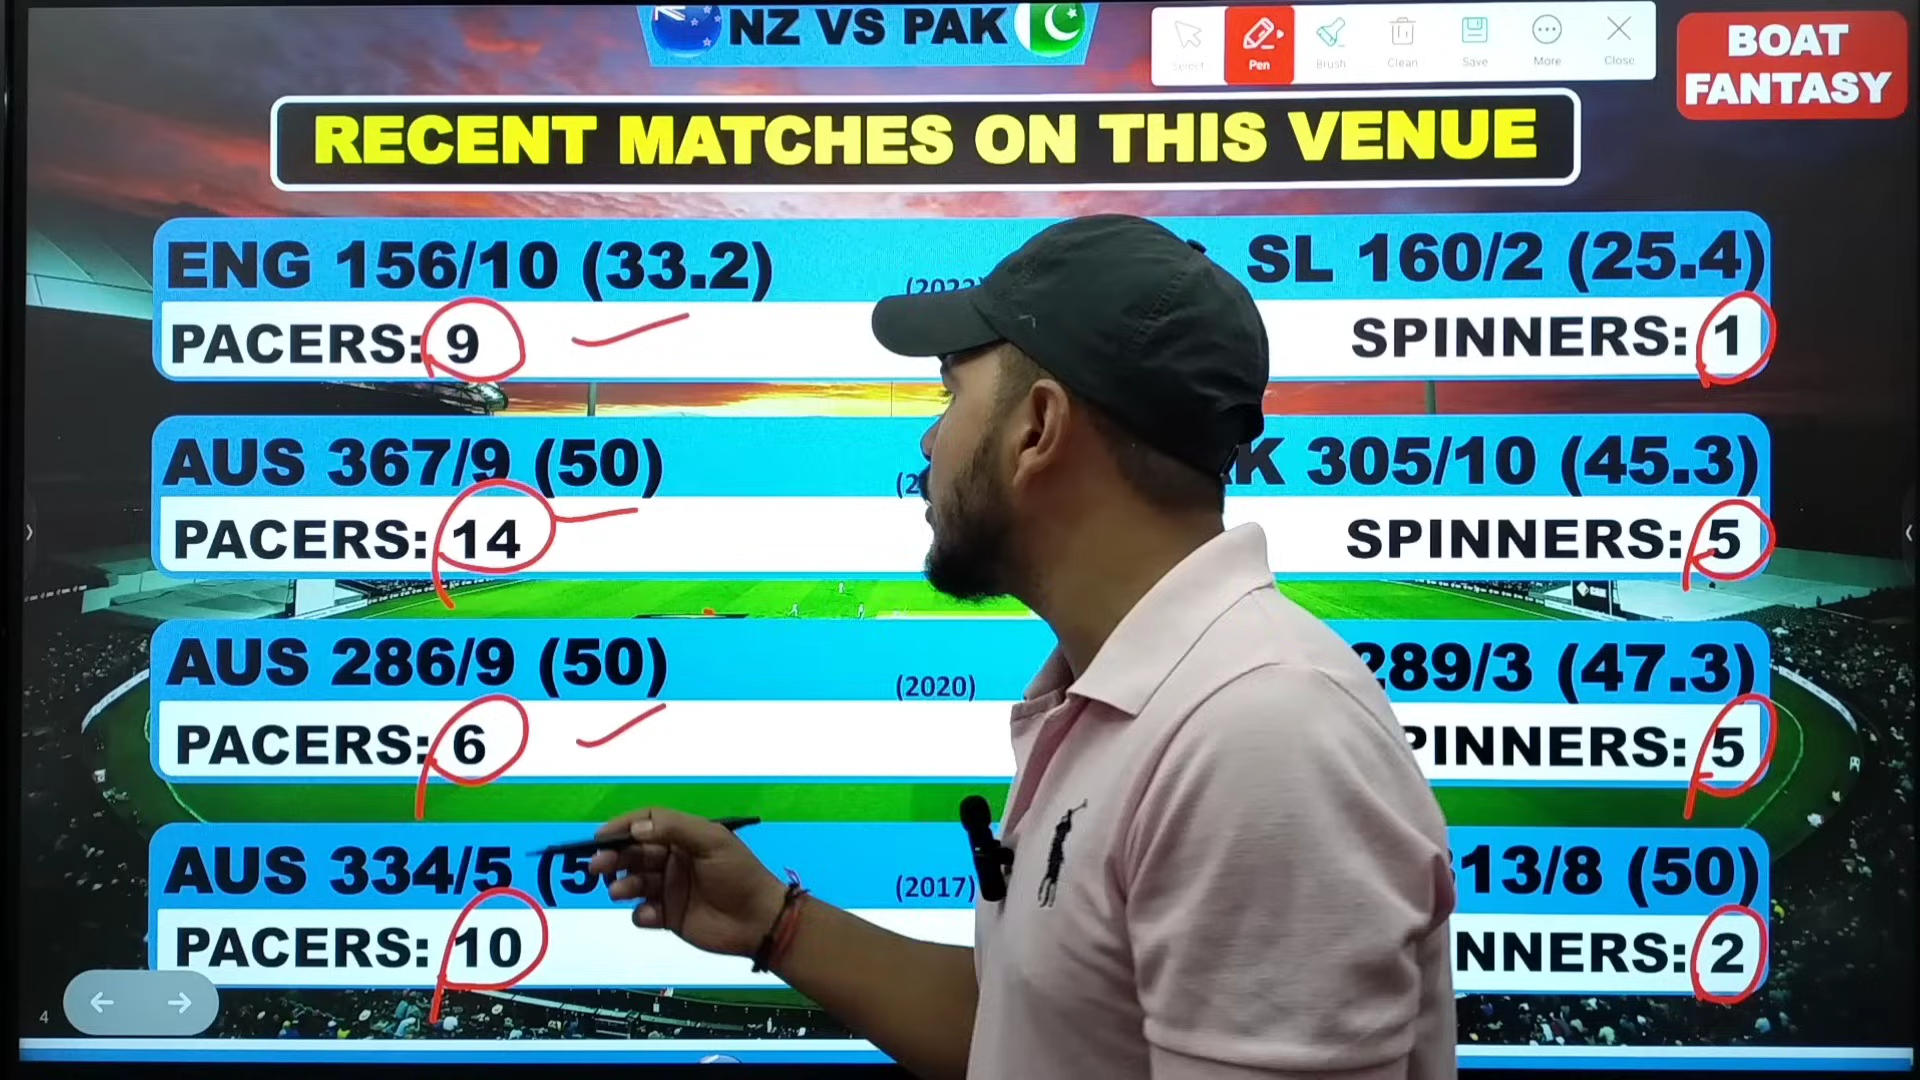 NZ VS PAK
Select
Pen
Brush
Clean
Save
More
Close
BOAT
FANTASY
RECENT MATCHES ON THIS VENUE
ENG 156/10 (33.2)
SL 160/2 (25.4)
PACERS: 9
SPINNERS: 1
AUS 367/9 (50)
305/10 (45.3)
PACERS: 14
SPINNERS: 5
AUS 286/9 (50)
(2020)
289/3 (47.3)
PACERS: 6
SPINNERS: 5
AUS 334/5
(2017)
13/8 (50)
PACERS: 10
NNERS: 2
4